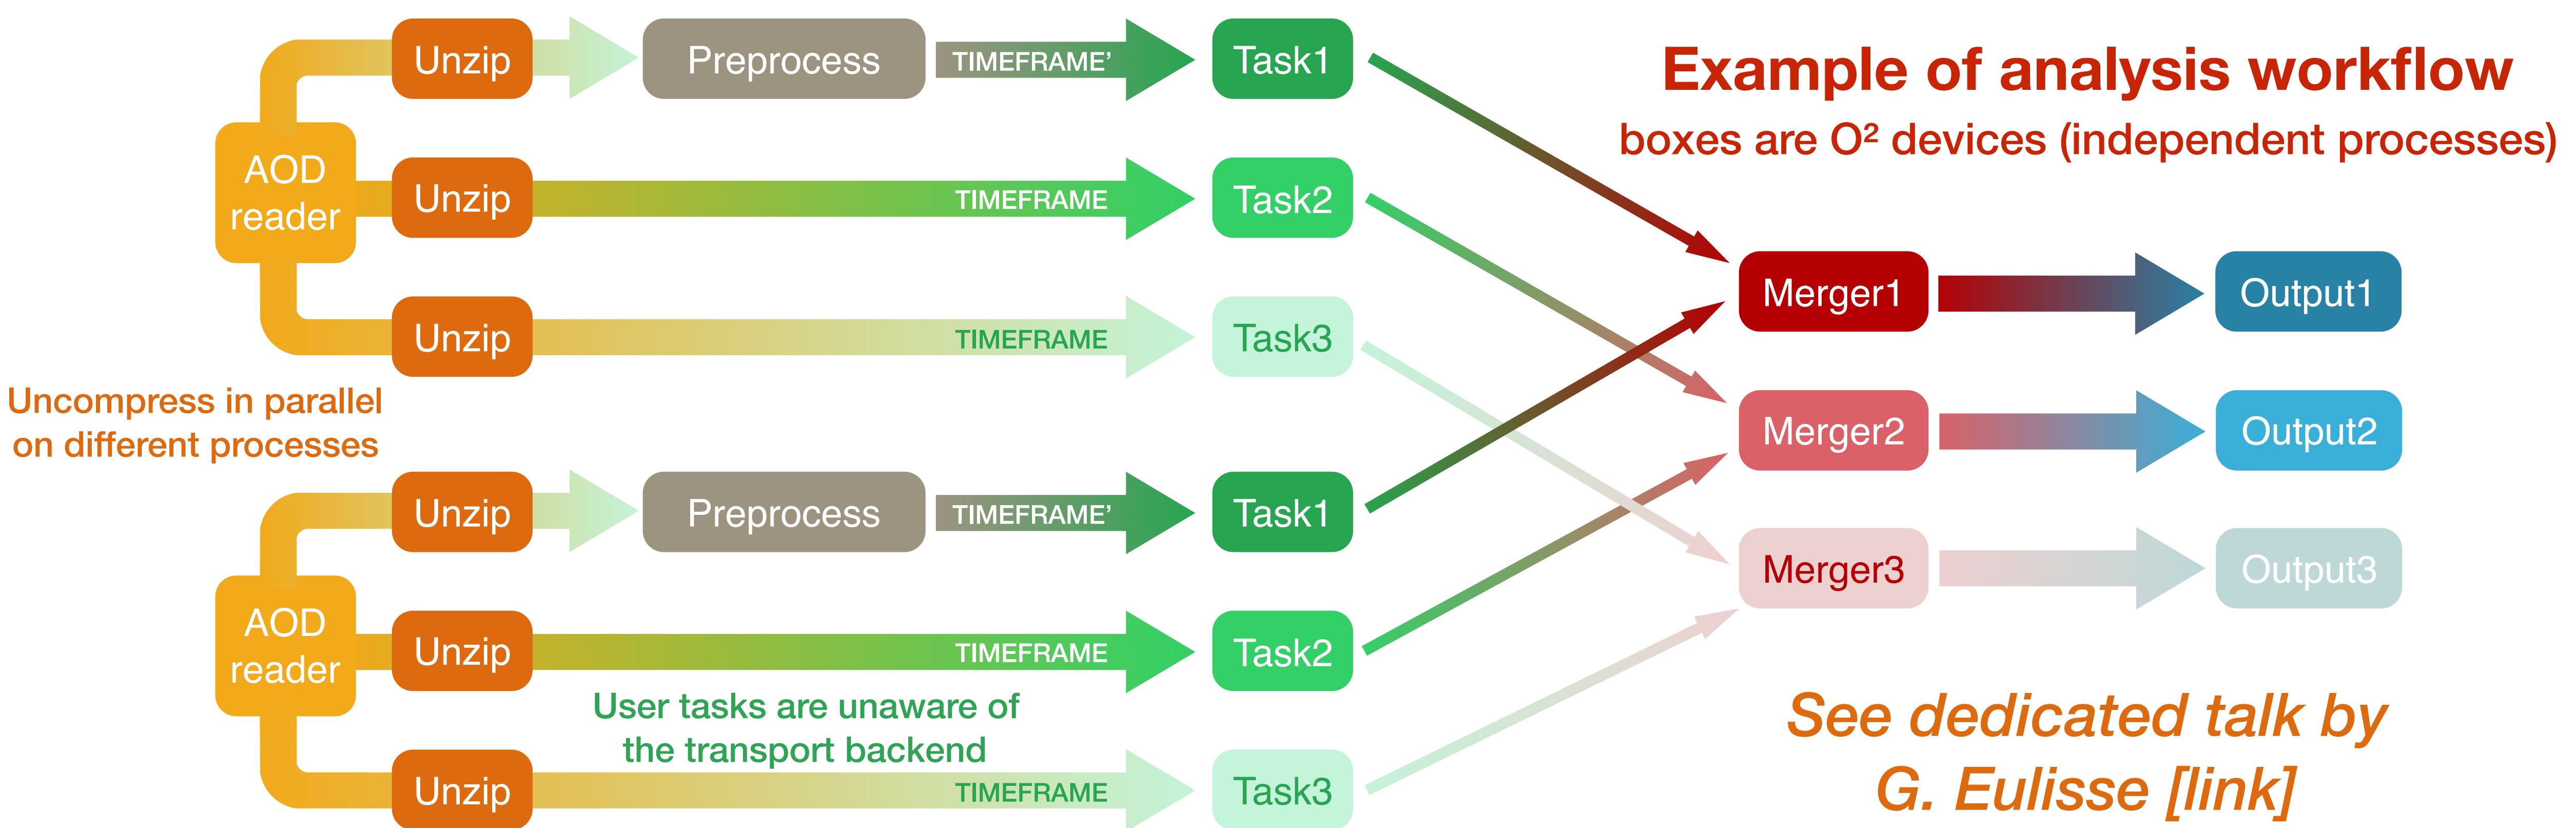 Unzip
Preprocess
TIMEFRAME’
Task1
Example of analysis workflow
boxes are O² devices (independent processes)
AOD
reader
Unzip
TIMEFRAME
Task2
Merger1
Output1
Unzip
TIMEFRAME
Task3
Uncompress in parallel
on different processes
Merger2
Output2
Unzip
Preprocess
TIMEFRAME’
Task1
Merger3
Output3
AOD
reader
Unzip
TIMEFRAME
Task2
User tasks are unaware of
the transport backend
See dedicated talk by
G. Eulisse [link]
Unzip
TIMEFRAME
Task3